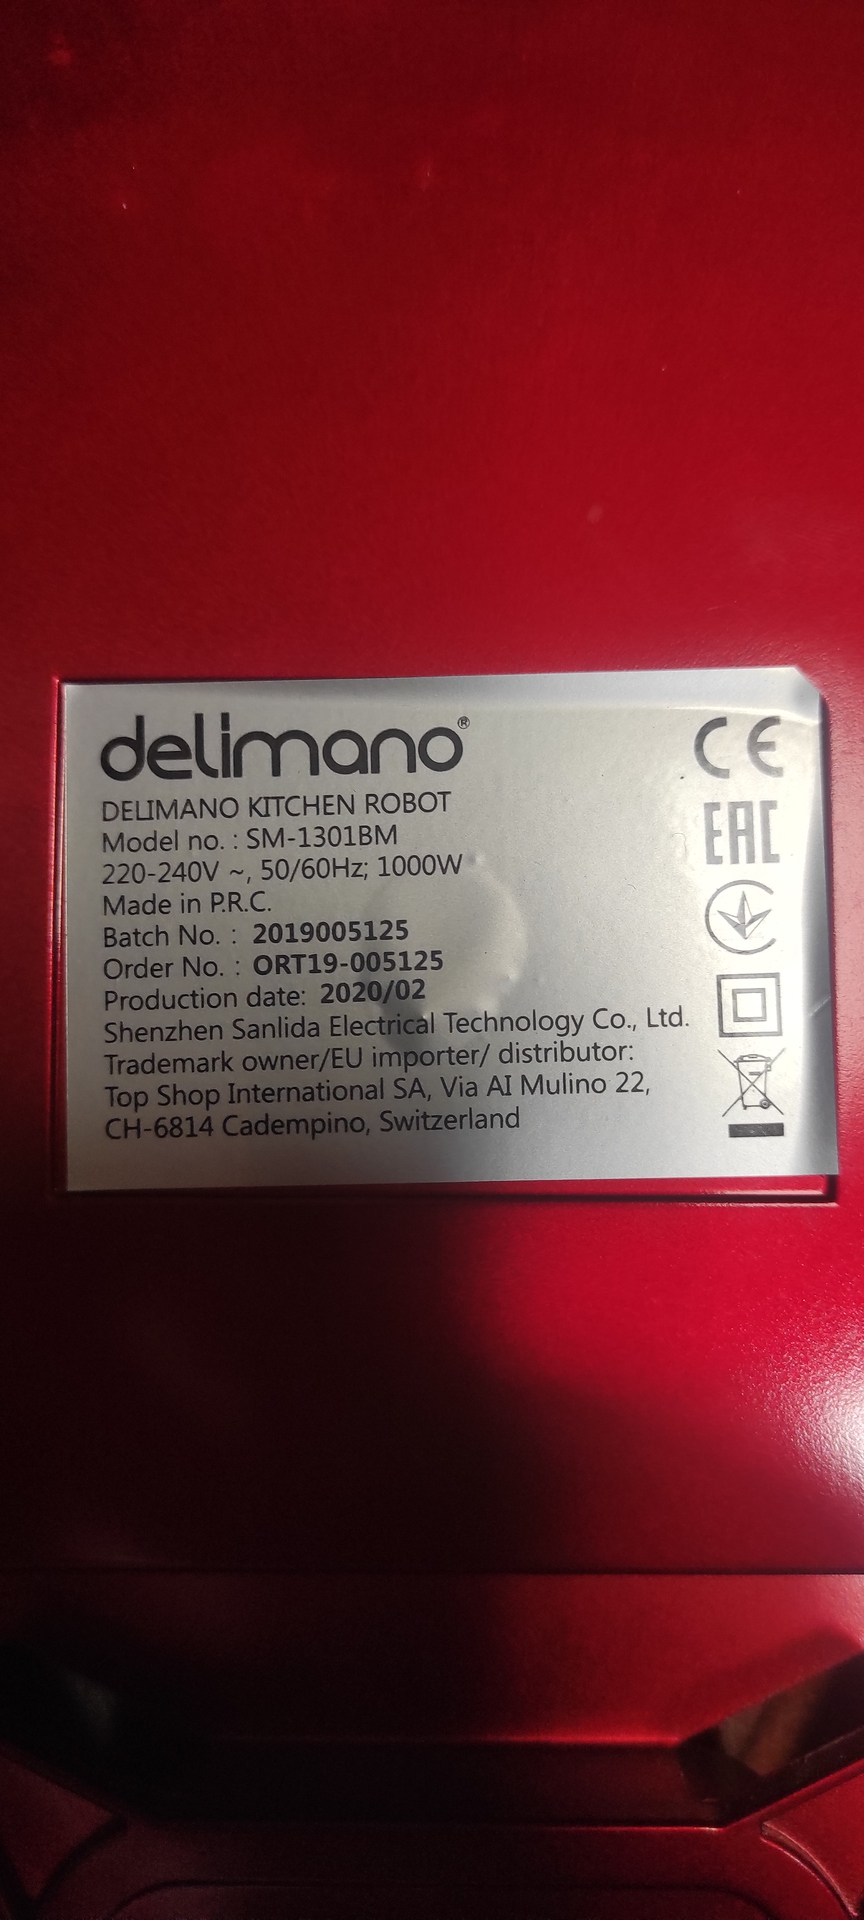 delimano®
DELIMANO KITCHEN ROBOT
Model no. : SM-1301BM
220-240V ~, 50/60Hz; 1000W
Made in P.R.C.
Batch No. : 2019005125
Order No. : ORT19-005125
Production date: 2020/02
Shenzhen Sanlida Electrical Technology Co., Ltd.
Trademark owner/EU importer/ distributor:
Top Shop International SA, Via AI Mulino 22,
CH-6814 Cadempino, Switzerland
CE
EAC